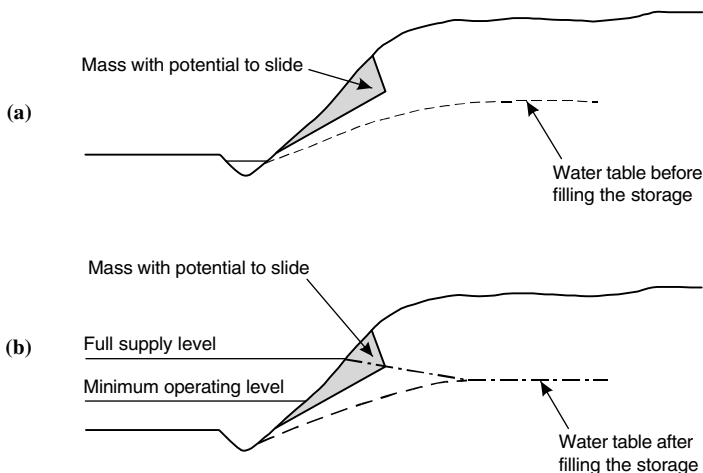 Mass with potential to slide
(a)
Water table before
filling the storage
Mass with potential to slide
(b)
Full supply level
Minimum operating level
Water table after
filling the storage